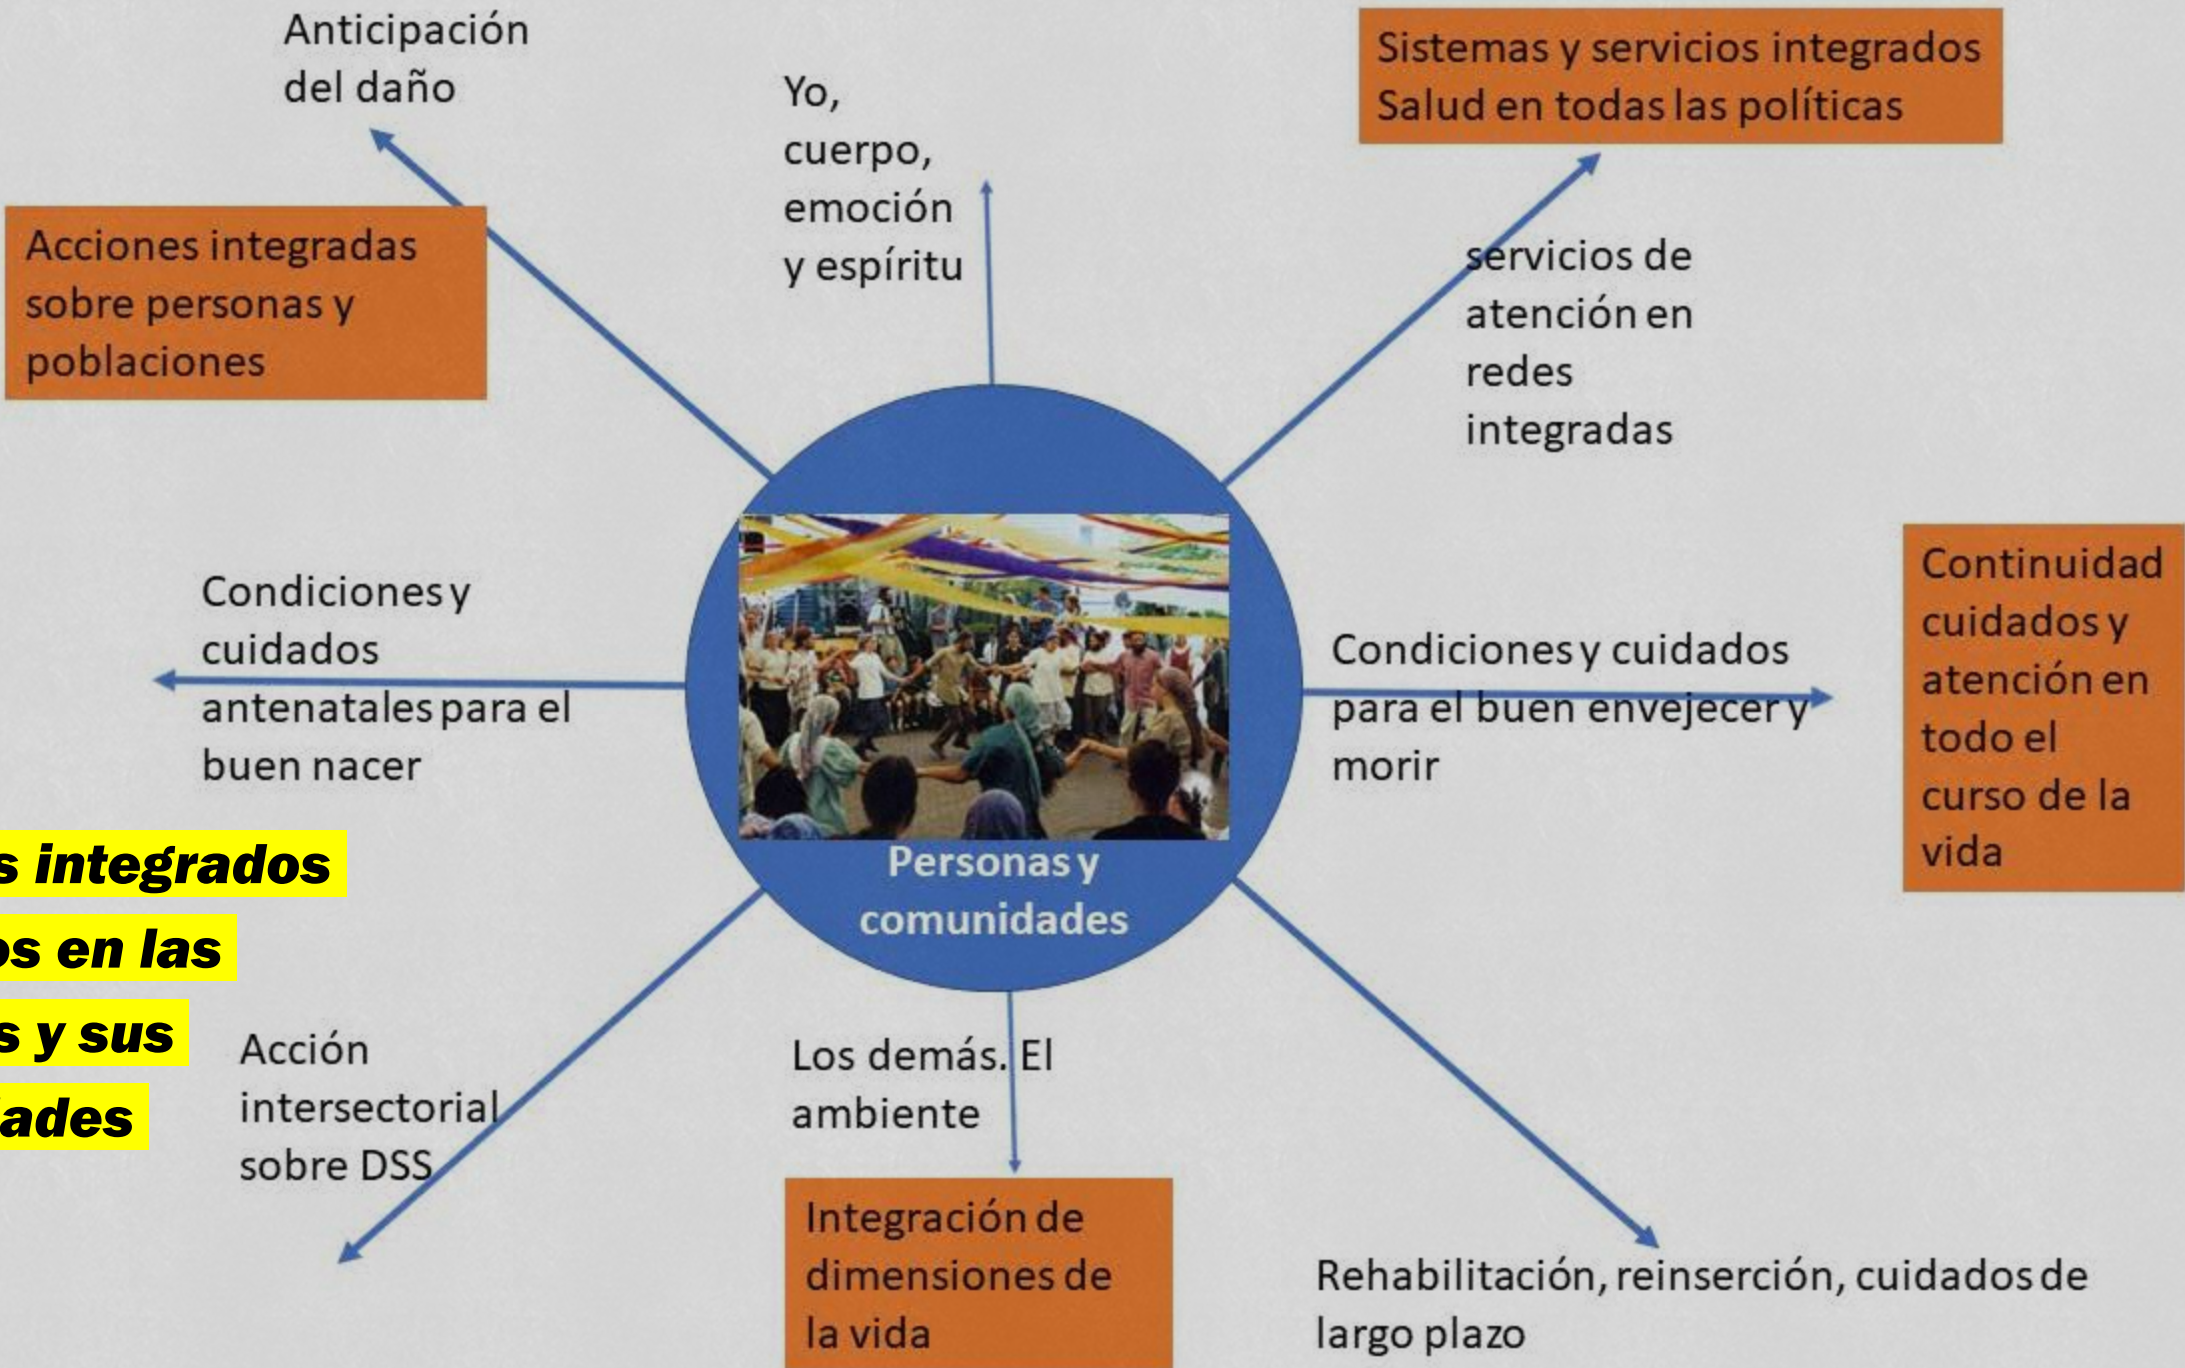 Anticipación
del daño
Yo,
cuerpo,
emoción
y espíritu
Sistemas y servicios integrados
Salud en todas las políticas
Acciones integradas
sobre personas y
poblaciones
servicios de
atención en
redes
integradas
Condiciones y
cuidados
antenatales para el
buen nacer
Condiciones y cuidados
para el buen envejecer y
morir
Continuidad
cuidados y
atención en
todo el
curso de la
vida
Personas y
comunidades
integrados
en las
y sus
Acción
intersectorial
sobre DSS
Los demás. El
ambiente
Integración de
dimensiones de
la vida
Rehabilitación, reinserción, cuidados de
largo plazo